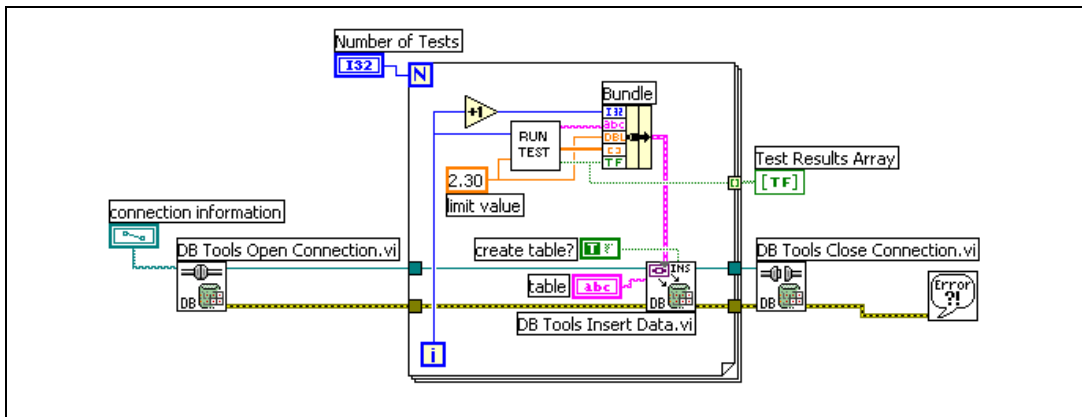 Number of Tests
I32
N
+1
Bundle
I32
abc
DBL
[ ]
TF
RUN
TEST
2.30
limit value
Test Results Array
[TF]
connection information
DB Tools Open Connection.vi
DB
create table?
T
table
abc
INS
DB
DB Tools Insert Data.vi
DB Tools Close Connection.vi
DB
Error
?!
i